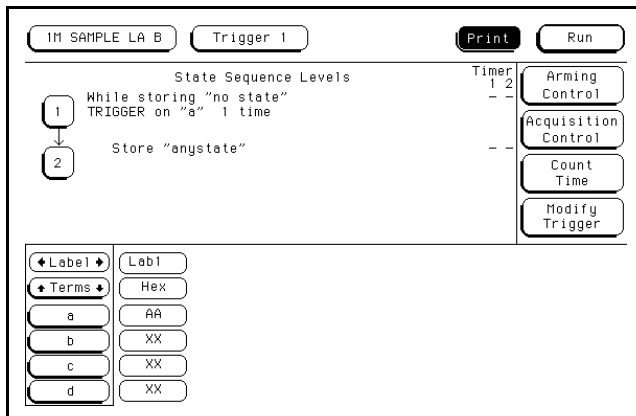 1M SAMPLE LA B Trigger 1 Print Run
State Sequence Levels
Timer
1 2
While storing "no state"
1 TRIGGER on "a" 1 time
- -
2 Store "anystate"
- -
Arming
Control
Acquisition
Control
Count
Time
Modify
Trigger
Label Lab1
Terms Hex
a AA
b XX
c XX
d XX